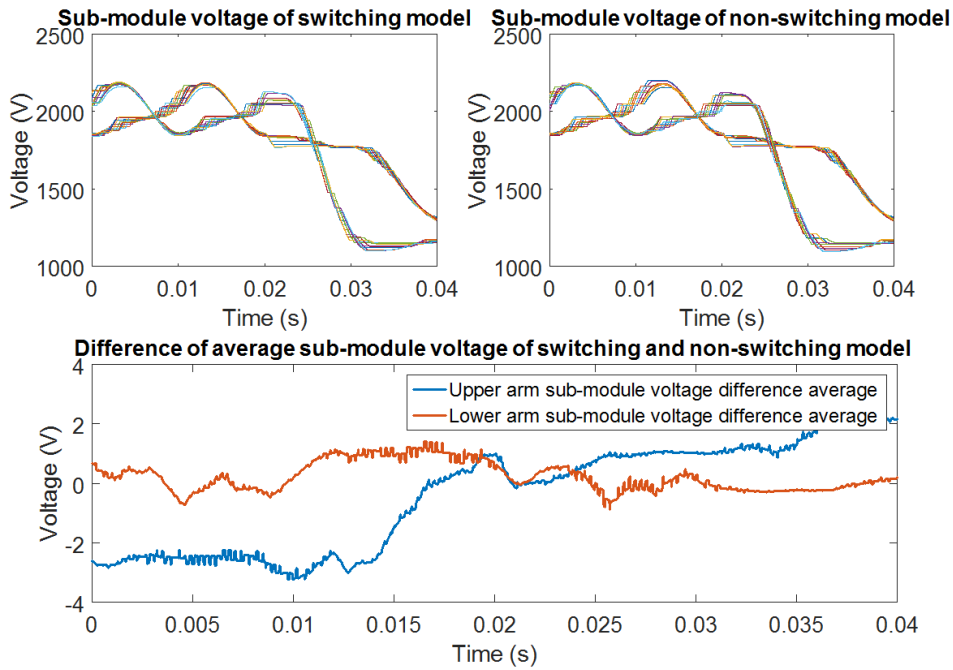 Sub-module voltage of switching model
2500
2000
1500
1000
Voltage (V)
0 0.01 0.02 0.03 0.04
Time (s)
Sub-module voltage of non-switching model
2500
2000
1500
1000
Voltage (V)
0 0.01 0.02 0.03 0.04
Time (s)
Difference of average sub-module voltage of switching and non-switching model
4
2
0
-2
-4
Voltage (V)
Upper arm sub-module voltage difference average
Lower arm sub-module voltage difference average
0 0.005 0.01 0.015 0.02 0.025 0.03 0.035 0.04
Time (s)